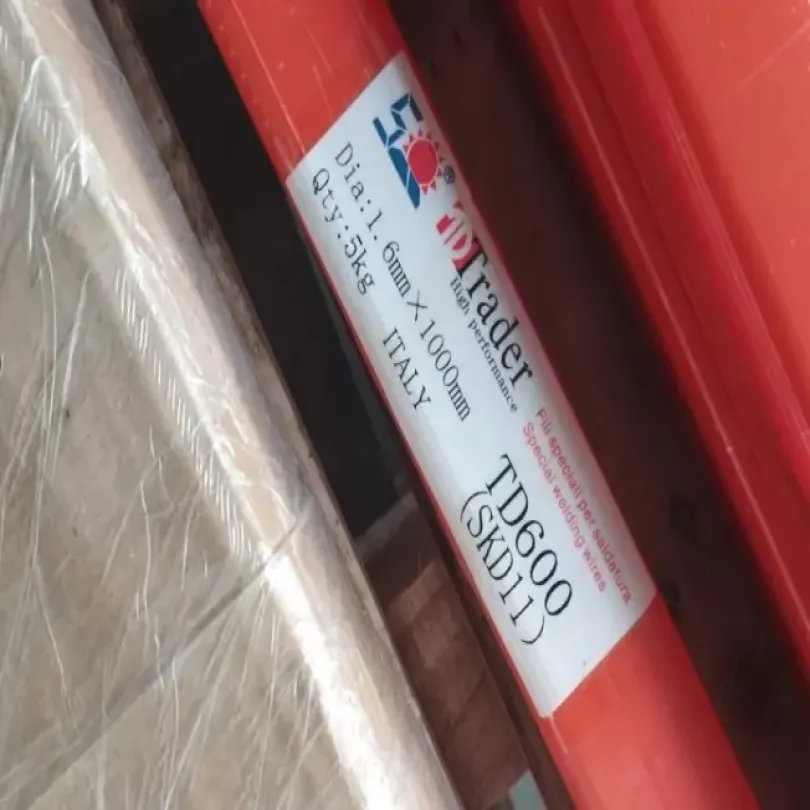 ®
Trader
High performance
Dia:1.6mm×1000mm
Qty:5kg
ITALY
Fili speciali per saldatura
Special welding wires
TD600
(SKD11)